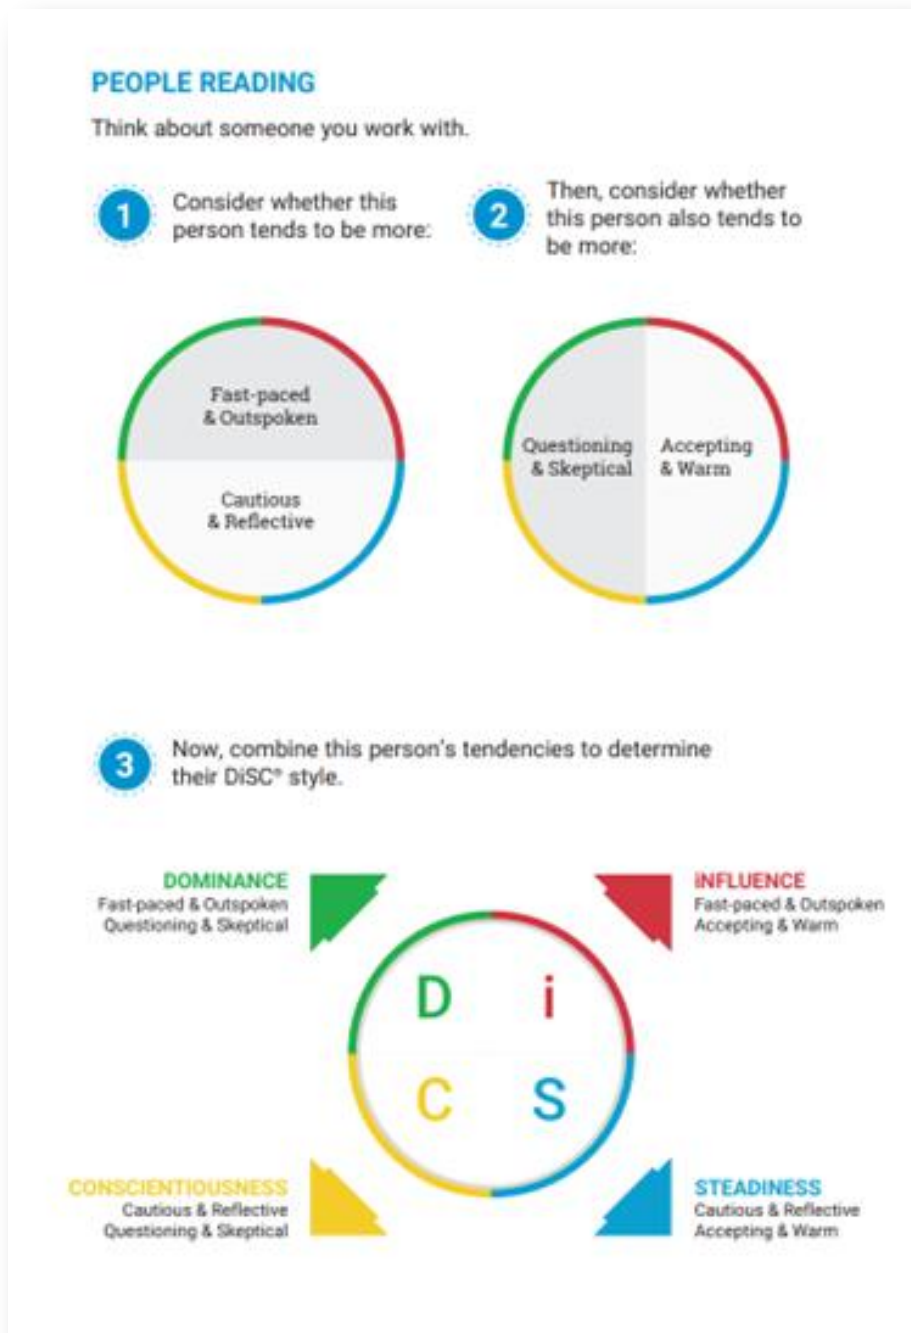 PEOPLE READING
Think about someone you work with.
1
Consider whether this
person tends to be more:
2
Then, consider whether
this person also tends to
be more:
Fast-paced
& Outspoken
Cautious
& Reflective
Questioning
& Skeptical
Accepting
& Warm
3
Now, combine this person's tendencies to determine
their DiSC® style.
DOMINANCE
Fast-paced & Outspoken
Questioning & Skeptical
iNFLUENCE
Fast-paced & Outspoken
Accepting & Warm
D
i
C
S
CONSCIENTIOUSNESS
Cautious & Reflective
Questioning & Skeptical
STEADINESS
Cautious & Reflective
Accepting & Warm